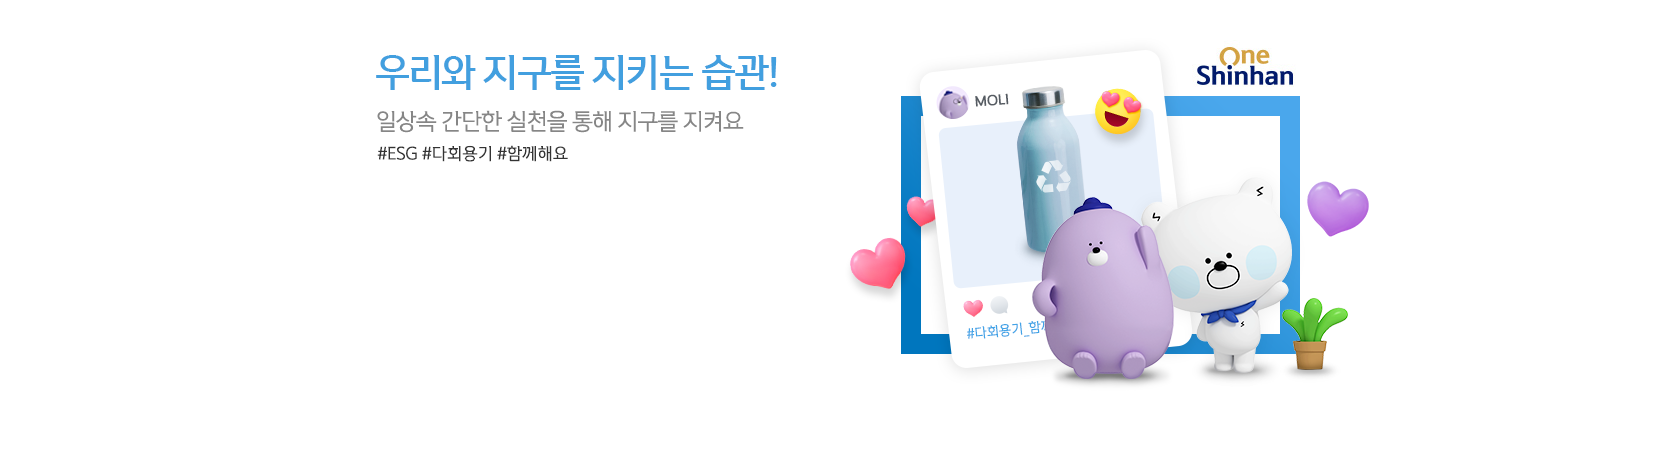 우리와 지구를 지키는 습관!
일상속 간단한 실천을 통해 지구를 지켜요
#ESG #다회용기 #함께해요
One
Shinhan
MOLI
#다회용기_함께